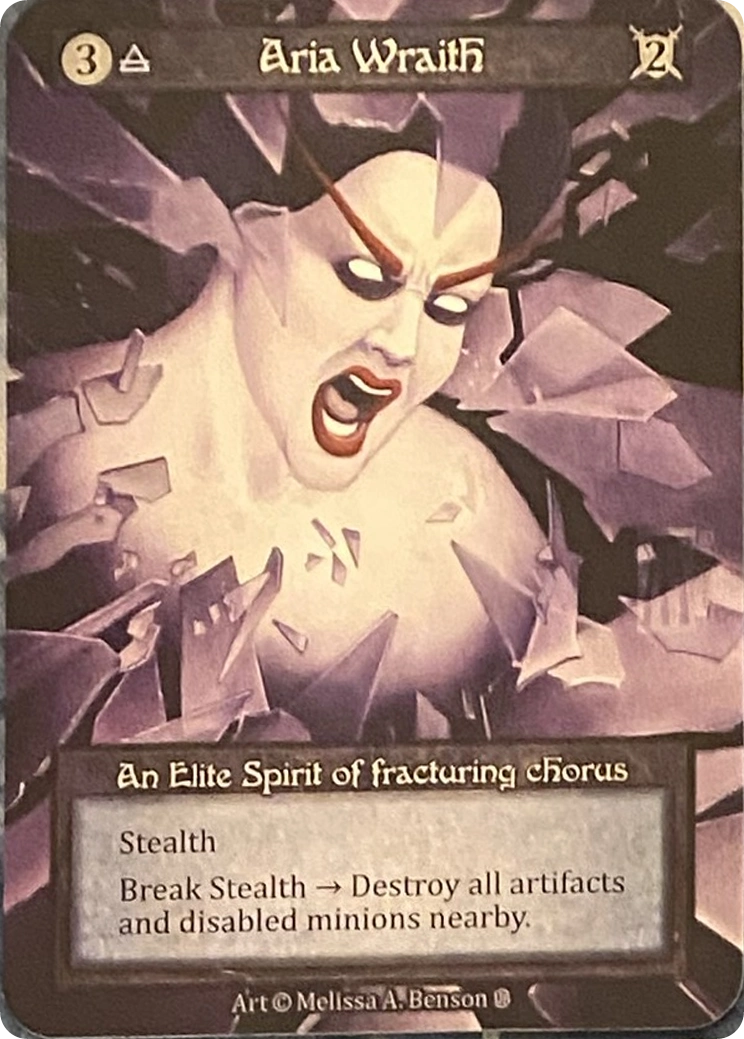 3 Aria Wraith 2
An Elite Spirit of fracturing chorus
Stealth
Break Stealth → Destroy all artifacts
and disabled minions nearby.
Art © Melissa A. Benson